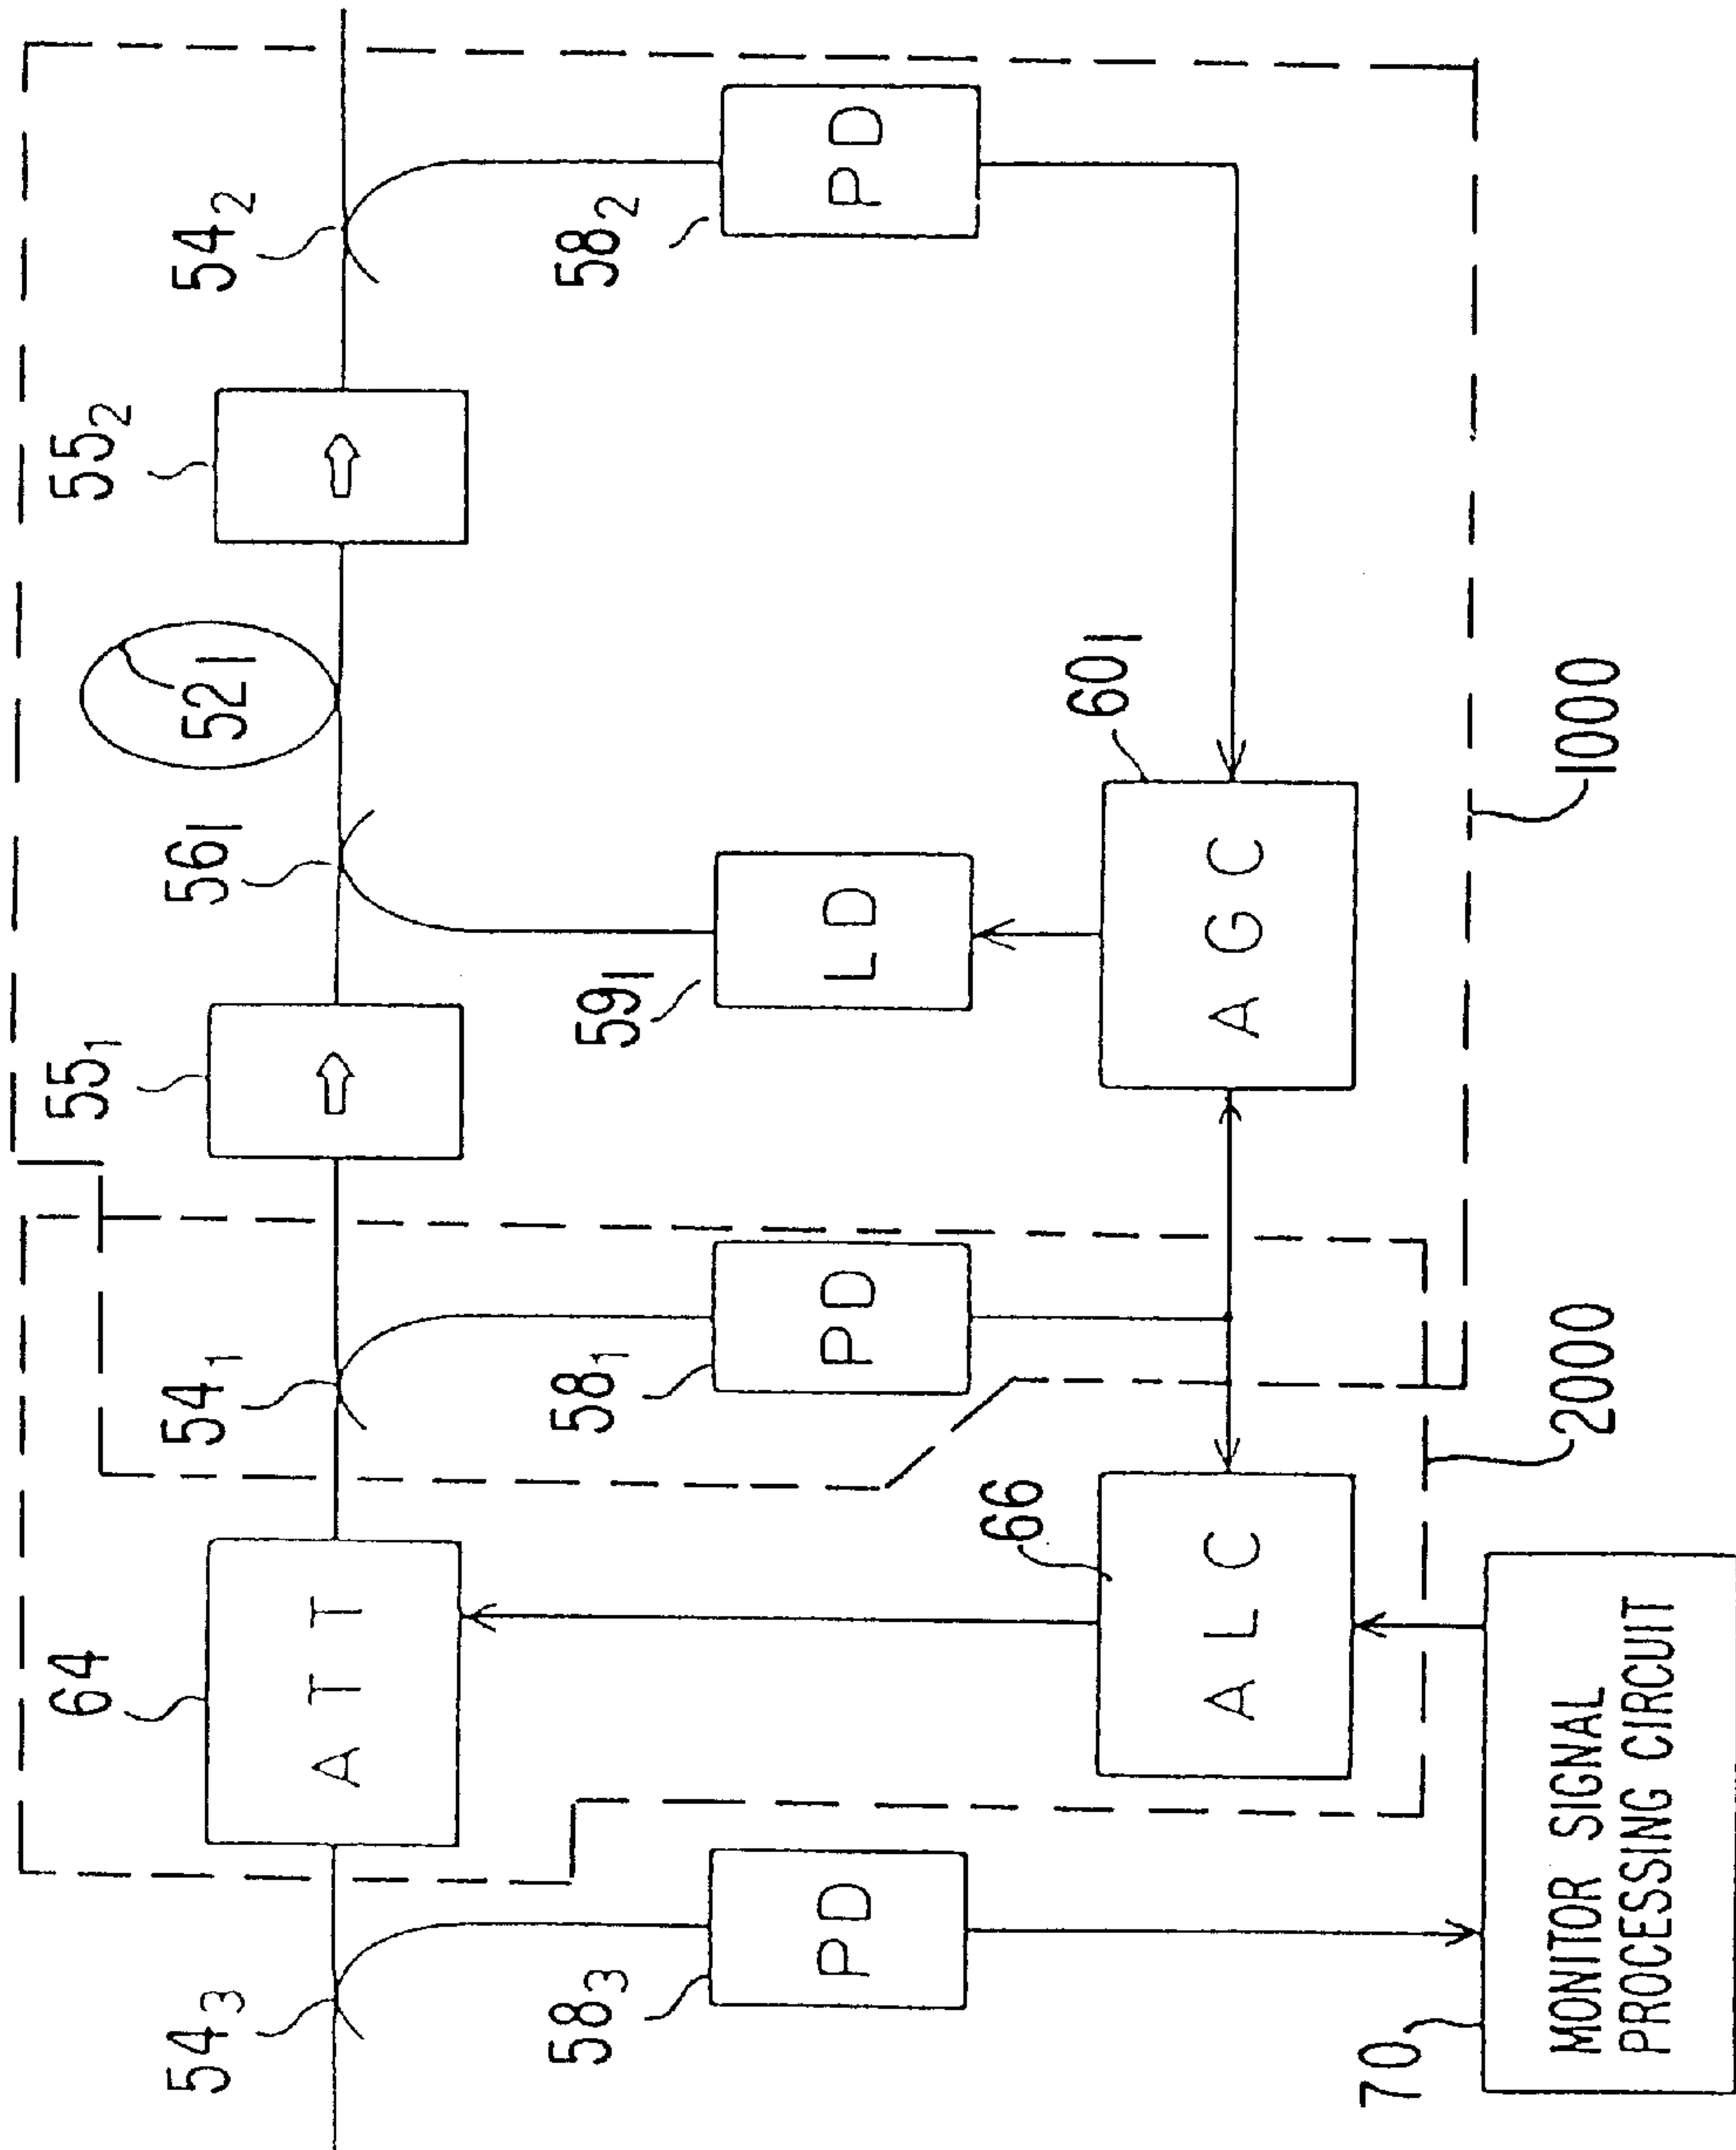 54₃
64
ATT
54₁
55₁
56₁
52₁
55₂
54₂
58₃
PD
58₁
PD
59₁
LD
58₂
PD
66
ALC
60₁
AGC
70
MONITOR SIGNAL
PROCESSING CIRCUIT
2000
1000